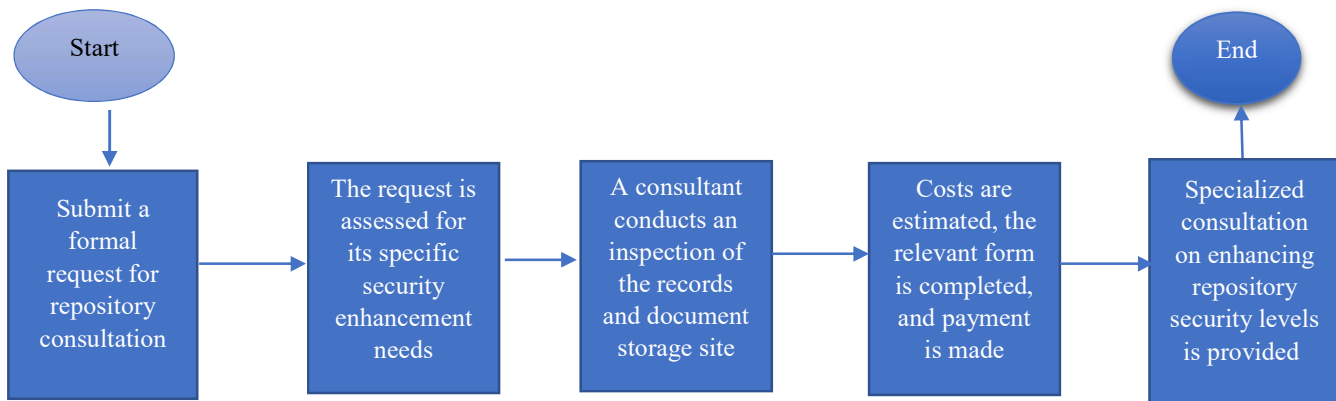 Start
End
Submit a
formal
request for
repository
consultation
The request is
assessed for
its specific
security
enhancement
needs
A consultant
conducts an
inspection of
the records
and document
storage site
Costs are
estimated, the
relevant form
is completed,
and payment
is made
Specialized
consultation
on enhancing
repository
security levels
is provided